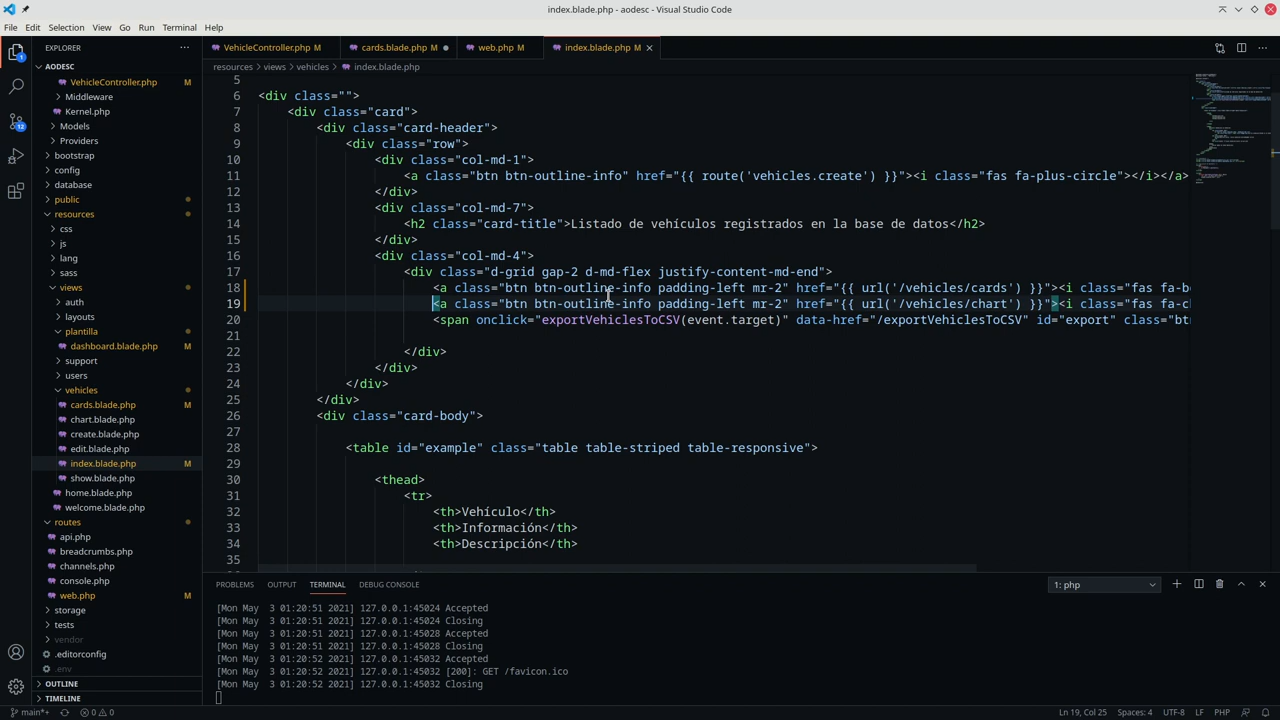 index.blade.php - aodesc - Visual Studio Code
File Edit Selection View Go Run Terminal Help
EXPLORER
AODESC
VehicleController.php M
Middleware
Kernel.php
Models
Providers
bootstrap
config
database
public
resources
css
js
lang
sass
views
auth
layouts
plantilla
dashboard.blade.php M
support
users
vehicles
cards.blade.php M
chart.blade.php
create.blade.php
edit.blade.php
index.blade.php M
show.blade.php
home.blade.php
welcome.blade.php
routes
api.php
breadcrumbs.php
channels.php
console.php
web.php M
storage
tests
vendor
.editorconfig
.env
OUTLINE
TIMELINE
1
12
VehicleController.php M cards.blade.php M web.php M index.blade.php M
resources > views > vehicles > index.blade.php
5
6 <div class="">
7 <div class="card">
8 <div class="card-header">
9 <div class="row">
10 <div class="col-md-1">
11 <a class="btn btn-outline-info" href="{{ route('vehicles.create') }}"><i class="fas fa-plus-circle"></i></a>
12 </div>
13 <div class="col-md-7">
14 <h2 class="card-title">Listado de vehículos registrados en la base de datos</h2>
15 </div>
16 <div class="col-md-4">
17 <div class="d-grid gap-2 d-md-flex justify-content-md-end">
18 <a class="btn btn-outline-info padding-left mr-2" href="{{ url('/vehicles/cards') }}"><i class="fas fa-b
19 <a class="btn btn-outline-info padding-left mr-2" href="{{ url('/vehicles/chart') }}"><i class="fas fa-c
20 <span onclick="exportVehiclesToCSV(event.target)" data-href="/exportVehiclesToCSV" id="export" class="bt
21
22 </div>
23 </div>
24 </div>
25 </div>
26 <div class="card-body">
27
28 <table id="example" class="table table-striped table-responsive">
29
30 <thead>
31 <tr>
32 <th>Vehículo</th>
33 <th>Información</th>
34 <th>Descripción</th>
35
PROBLEMS OUTPUT TERMINAL DEBUG CONSOLE 1: php
[Mon May  3 01:20:51 2021] 127.0.0.1:45024 Accepted
[Mon May  3 01:20:51 2021] 127.0.0.1:45024 Closing
[Mon May  3 01:20:51 2021] 127.0.0.1:45028 Accepted
[Mon May  3 01:20:51 2021] 127.0.0.1:45028 Closing
[Mon May  3 01:20:52 2021] 127.0.0.1:45032 Accepted
[Mon May  3 01:20:52 2021] 127.0.0.1:45032 [200]: GET /favicon.ico
[Mon May  3 01:20:52 2021] 127.0.0.1:45032 Closing
main*+ 0 0 Ln 19, Col 25 Spaces: 4 UTF-8 LF PHP